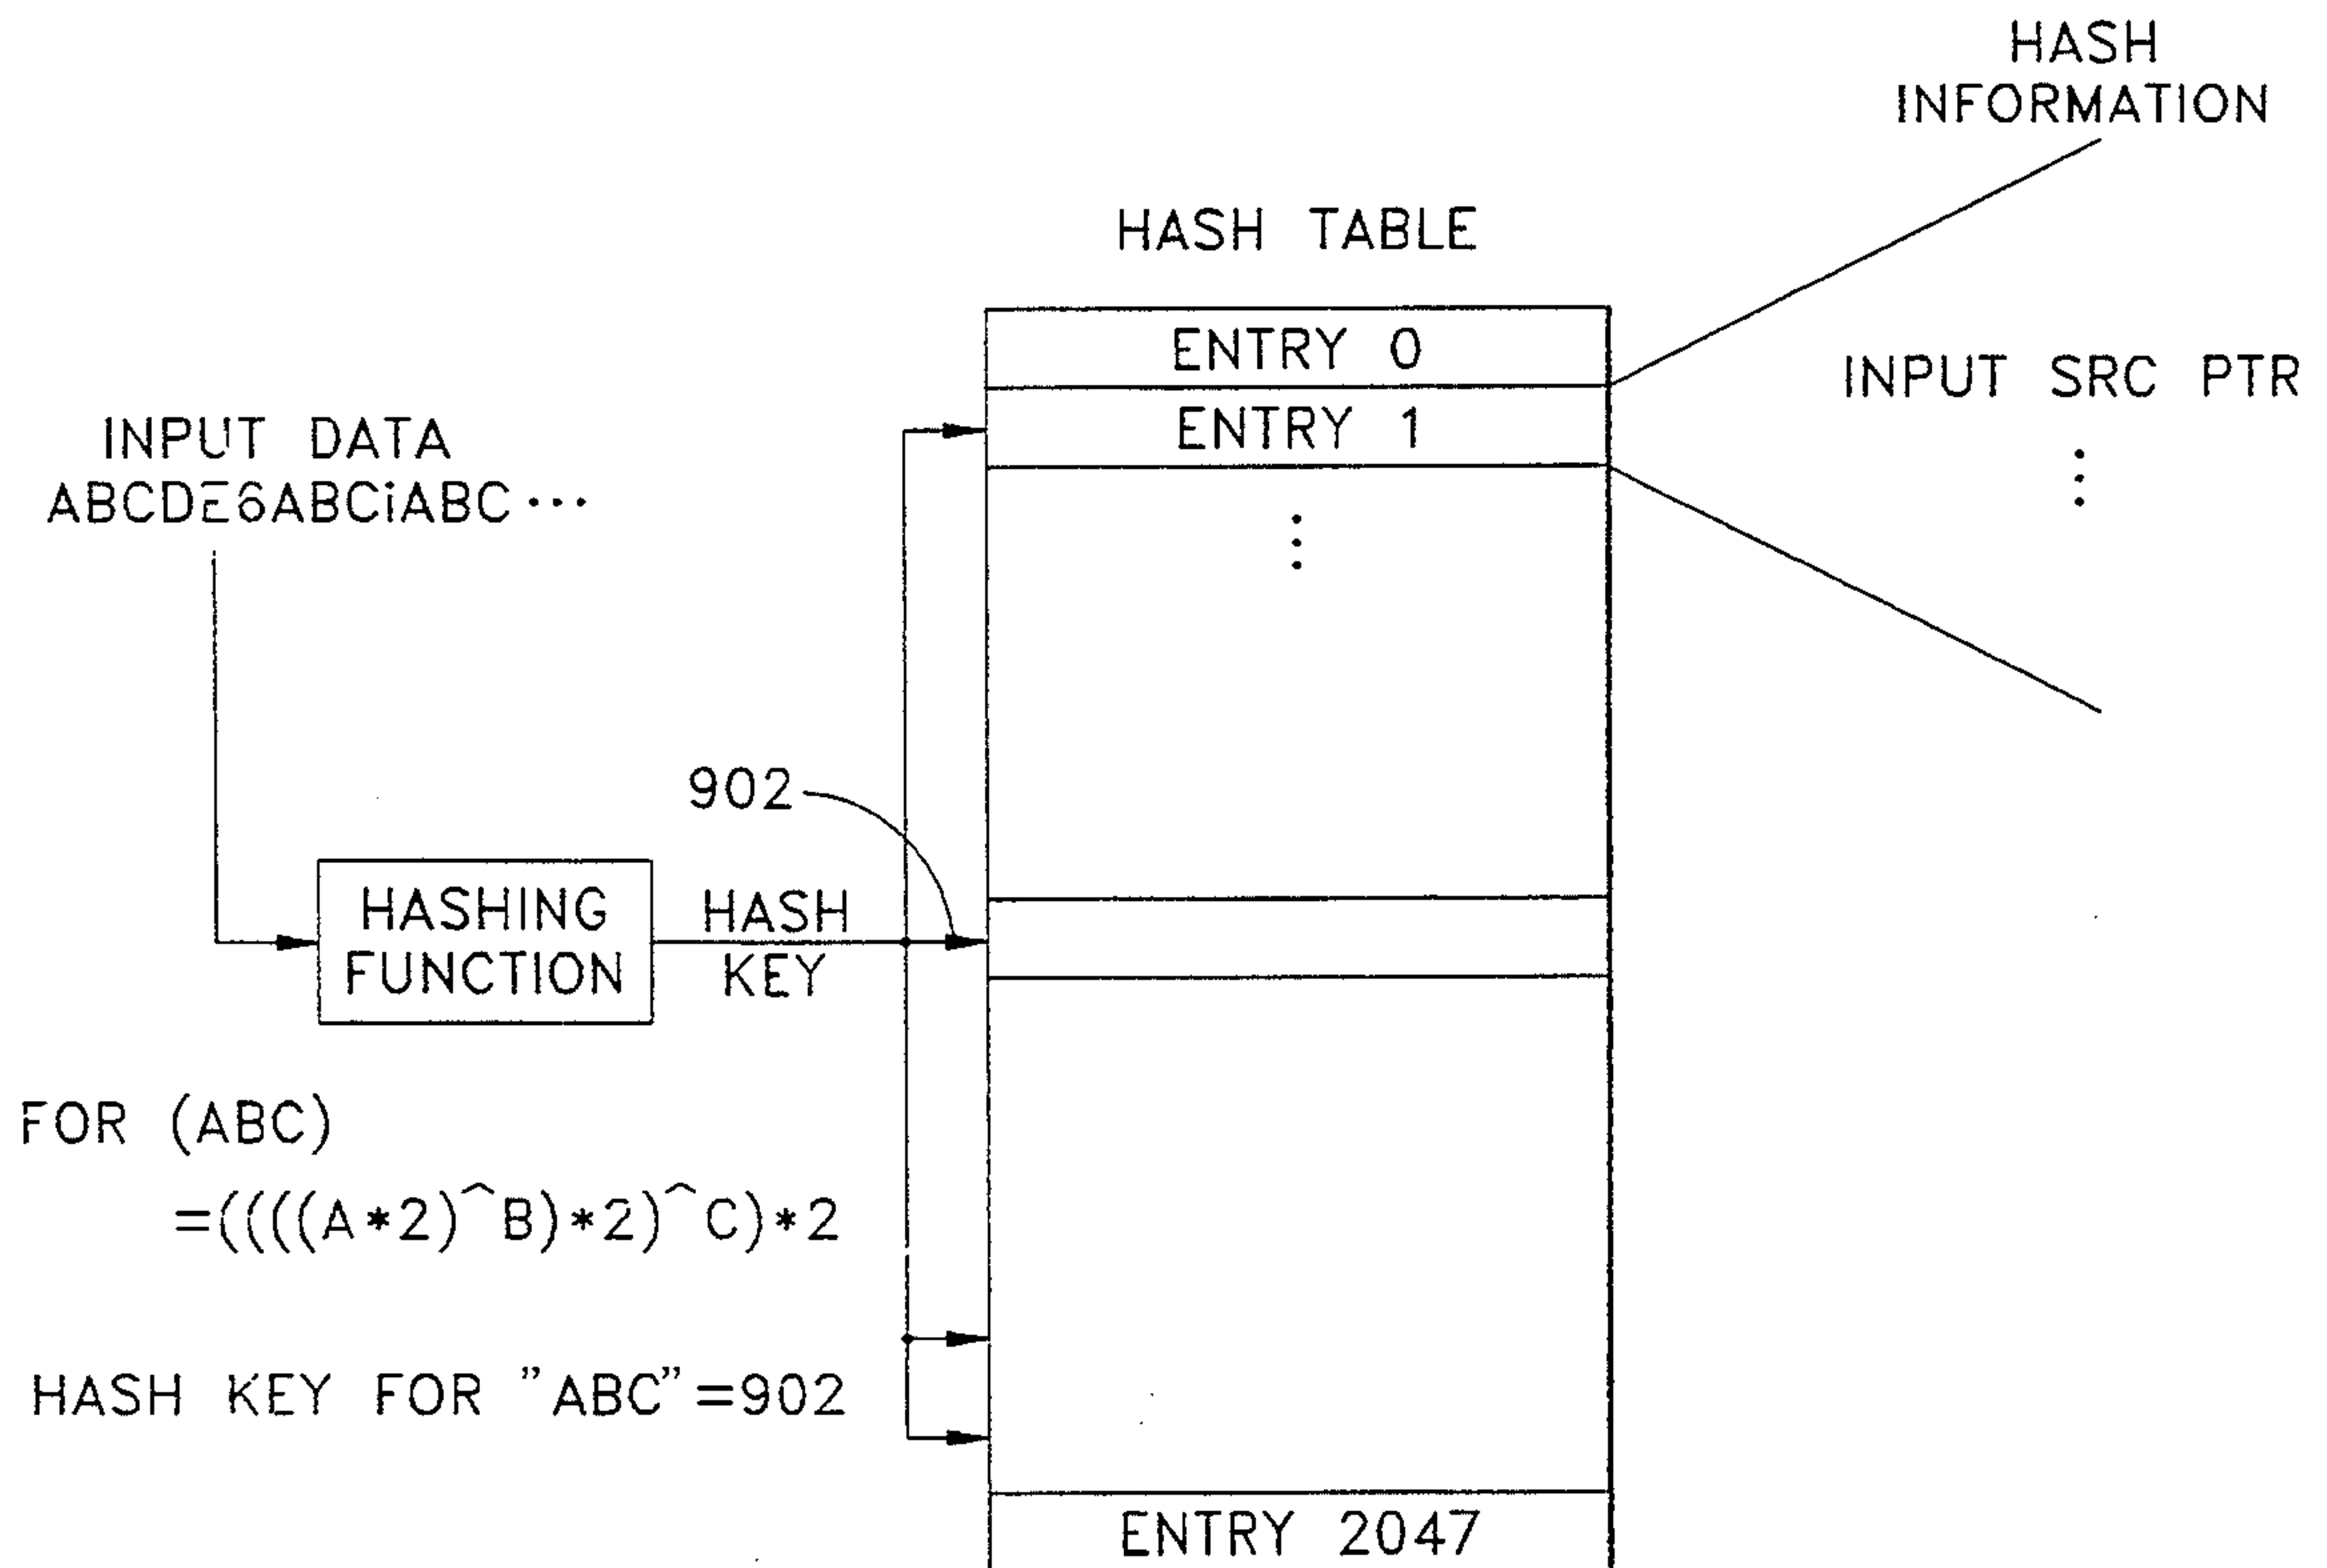 HASH
INFORMATION
HASH TABLE
ENTRY 0
INPUT SRC PTR
ENTRY 1
INPUT DATA
ABCDE6ABCiABC···
902
HASHING
FUNCTION
HASH
KEY
FOR (ABC)
=((((A*2)^B)*2)^C)*2
HASH KEY FOR "ABC"=902
ENTRY 2047